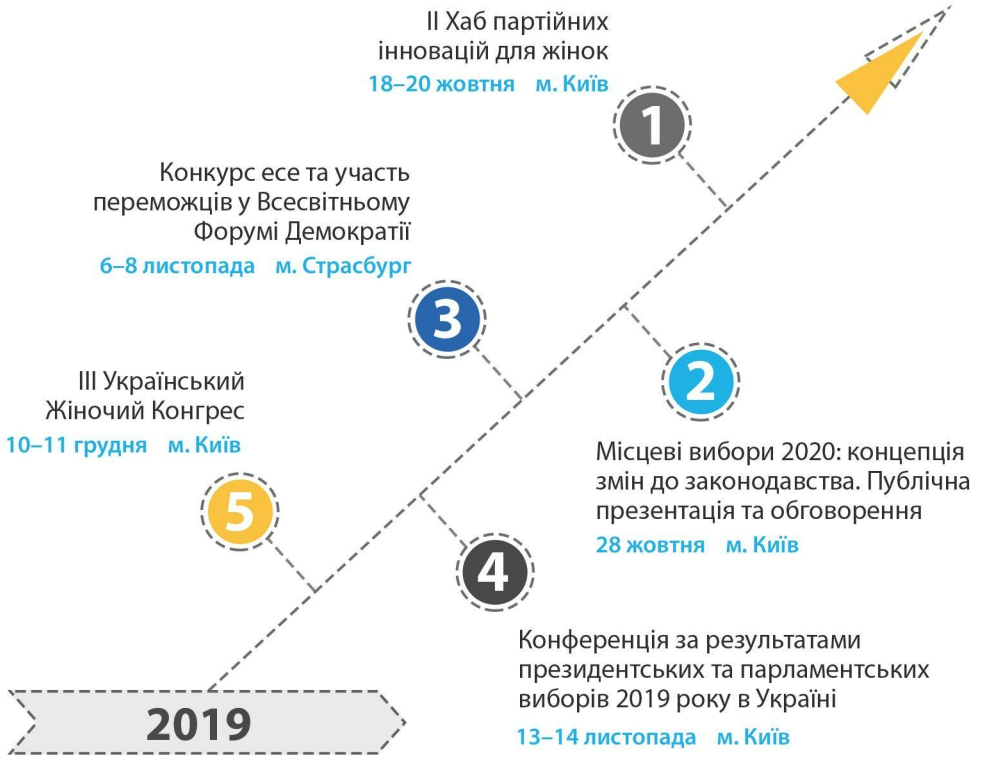 ІІ Хаб партійних
інновацій для жінок
18–20 жовтня м. Київ
1
Конкурс есе та участь
переможців у Всесвітньому
Форумі Демократії
6–8 листопада м. Страсбург
3
2
ІІІ Український
Жіночий Конгрес
10–11 грудня м. Київ
5
Місцеві вибори 2020: концепція
змін до законодавства. Публічна
презентація та обговорення
28 жовтня м. Київ
4
Конференція за результатами
президентських та парламентських
виборів 2019 року в Україні
13–14 листопада м. Київ
2019